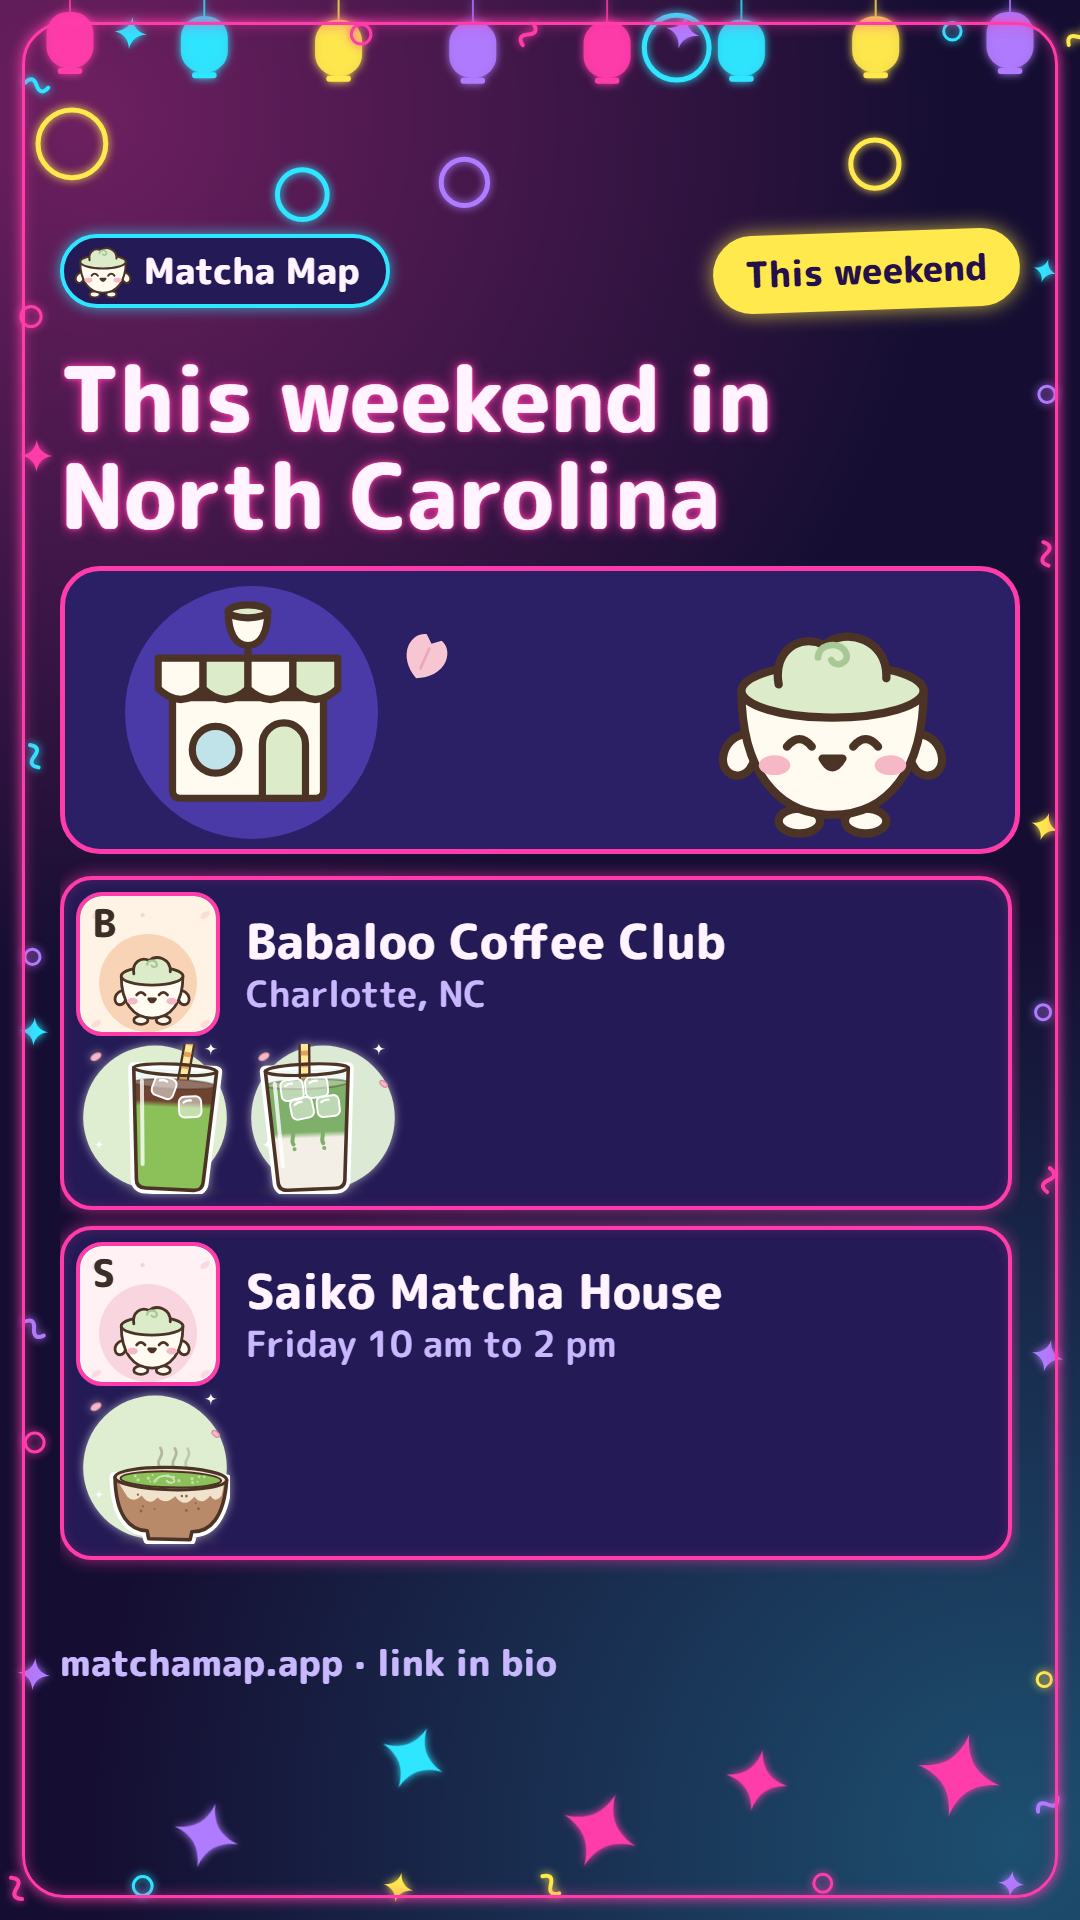 Matcha Map
This weekend
This weekend in
North Carolina
B
Babaloo Coffee Club
Charlotte, NC
S
Saikō Matcha House
Friday 10 am to 2 pm
matchamap.app · link in bio